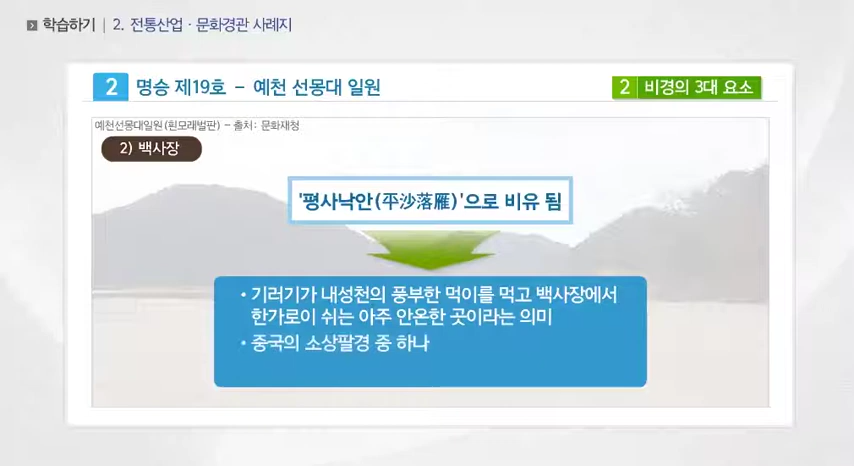 학습하기 | 2. 전통산업 · 문화경관 사례지
2 명승 제19호 - 예천 선몽대 일원
2 비경의 3대 요소
예천선몽대일원(흰모래벌판) - 출처: 문화재청
2) 백사장
'평사낙안(平沙落雁)'으로 비유 됨
• 기러기가 내성천의 풍부한 먹이를 먹고 백사장에서
한가로이 쉬는 아주 안온한 곳이라는 의미
• 중국의 소상팔경 중 하나